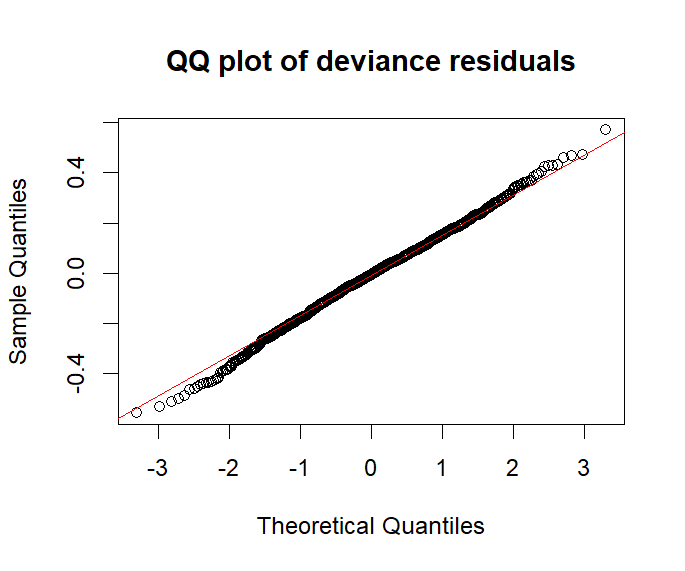 QQ plot of deviance residuals
Sample Quantiles
0.4
0.0
-0.4
-3 -2 -1 0 1 2 3
Theoretical Quantiles